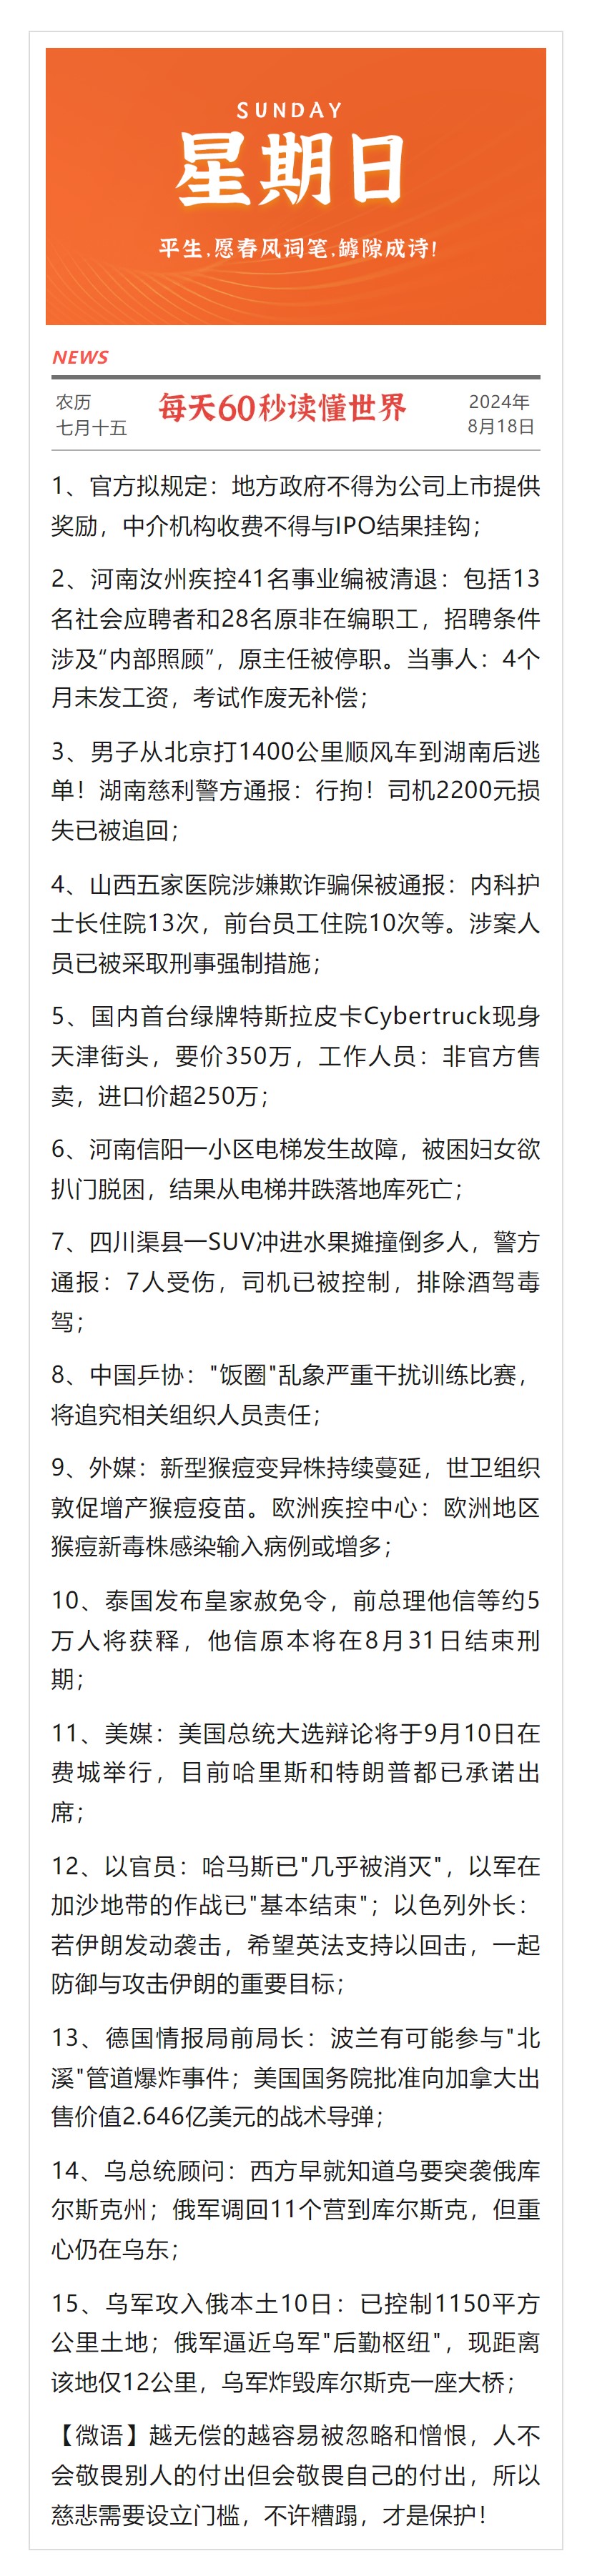 SUNDAY
星期日
平生,愿春风词笔,罅隙成诗!
NEWS
农历
七月十五
每天60秒读懂世界
2024年
8月18日
1、官方拟规定：地方政府不得为公司上市提供
奖励，中介机构收费不得与IPO结果挂钩；
2、河南汝州疾控41名事业编被清退：包括13
名社会应聘者和28名原非在编职工，招聘条件
涉及“内部照顾”，原主任被停职。当事人：4个
月未发工资，考试作废无补偿；
3、男子从北京打1400公里顺风车到湖南后逃
单！湖南慈利警方通报：行拘！司机2200元损
失已被追回；
4、山西五家医院涉嫌欺诈骗保被通报：内科护
士长住院13次，前台员工住院10次等。涉案人
员已被采取刑事强制措施；
5、国内首台绿牌特斯拉皮卡Cybertruck现身
天津街头，要价350万，工作人员：非官方售
卖，进口价超250万；
6、河南信阳一小区电梯发生故障，被困妇女欲
扒门脱困，结果从电梯井跌落地库死亡；
7、四川渠县一SUV冲进水果摊撞倒多人，警方
通报：7人受伤，司机已被控制，排除酒驾毒
驾；
8、中国乒协："饭圈"乱象严重干扰训练比赛，
将追究相关组织人员责任；
9、外媒：新型猴痘变异株持续蔓延，世卫组织
敦促增产猴痘疫苗。欧洲疾控中心：欧洲地区
猴痘新毒株感染输入病例或增多；
10、泰国发布皇家赦免令，前总理他信等约5
万人将获释，他信原本将在8月31日结束刑
期；
11、美媒：美国总统大选辩论将于9月10日在
费城举行，目前哈里斯和特朗普都已承诺出
席；
12、以官员：哈马斯已"几乎被消灭"，以军在
加沙地带的作战已"基本结束"；以色列外长：
若伊朗发动袭击，希望英法支持以回击，一起
防御与攻击伊朗的重要目标；
13、德国情报局前局长：波兰有可能参与"北
溪"管道爆炸事件；美国国务院批准向加拿大出
售价值2.646亿美元的战术导弹；
14、乌总统顾问：西方早就知道乌要突袭俄库
尔斯克州；俄军调回11个营到库尔斯克，但重
心仍在乌东；
15、乌军攻入俄本土10日：已控制1150平方
公里土地；俄军逼近乌军"后勤枢纽"，现距离
该地仅12公里，乌军炸毁库尔斯克一座大桥；
【微语】越无偿的越容易被忽略和憎恨，人不
会敬畏别人的付出但会敬畏自己的付出，所以
慈悲需要设立门槛，不许糟蹋，才是保护！